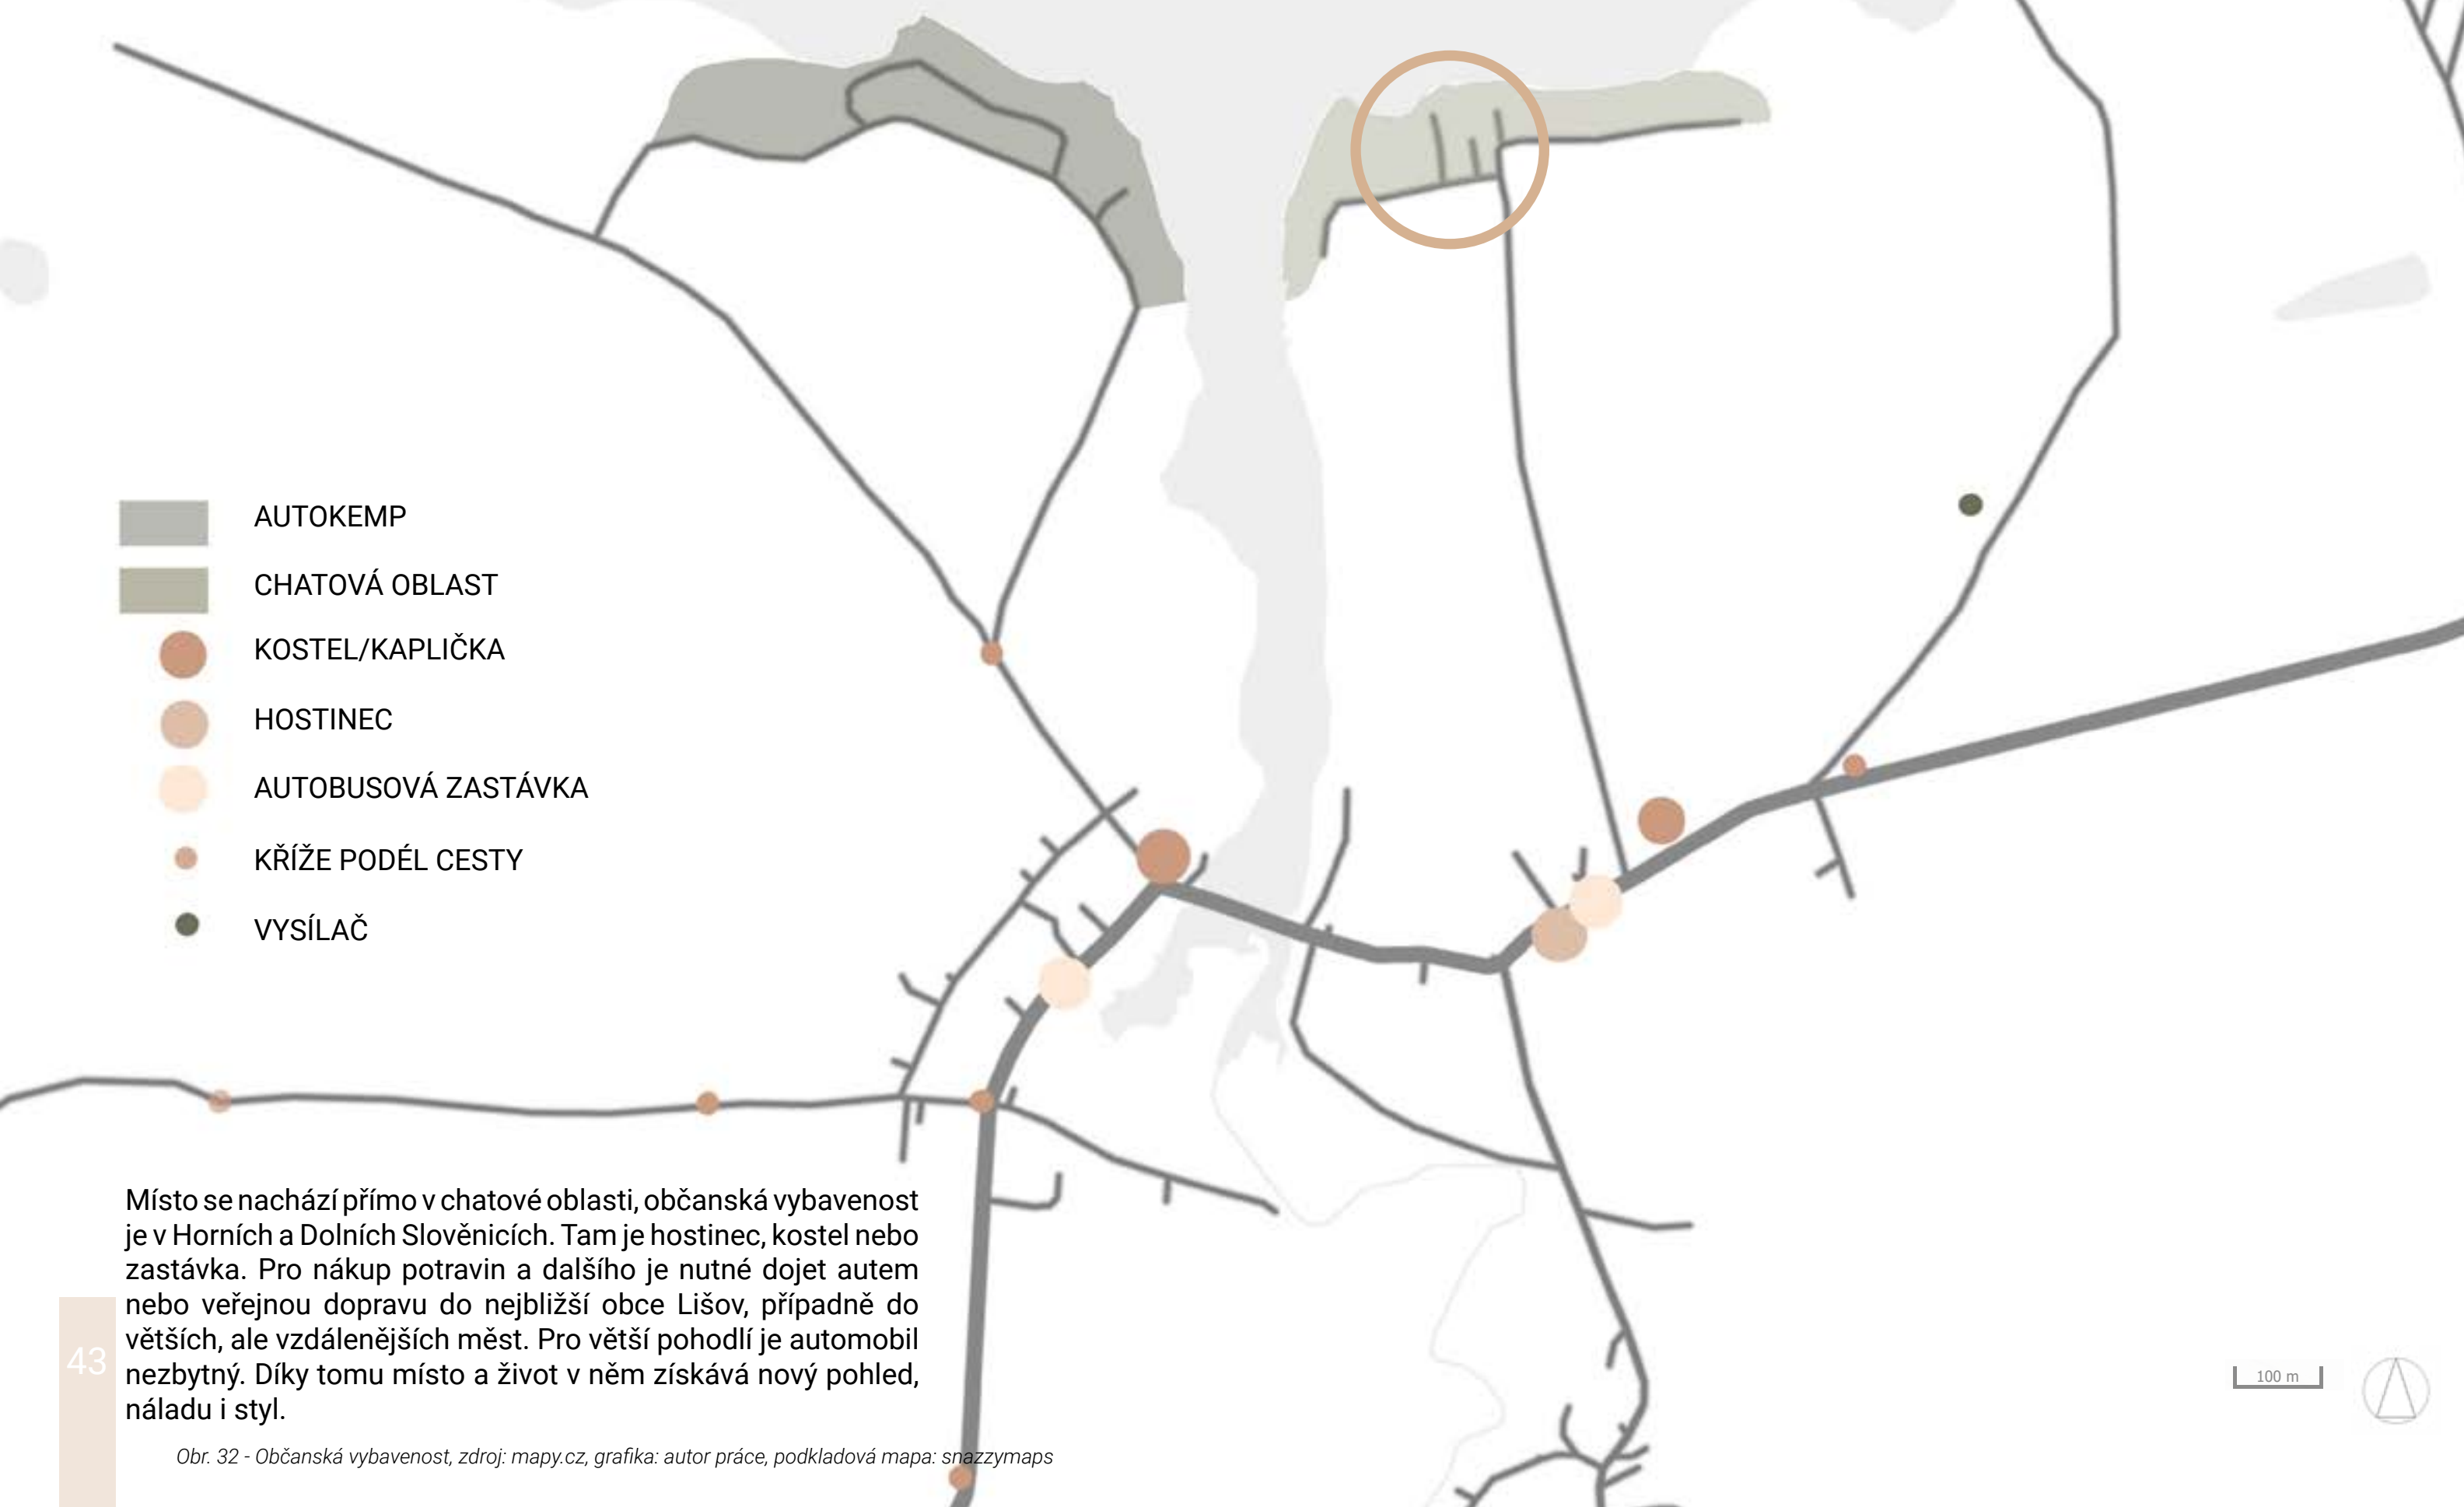 AUTOKEMP
CHATOVÁ OBLAST
KOSTEL/KAPLIČKA
HOSTINEC
AUTOBUSOVÁ ZASTÁVKA
KŘÍŽE PODÉL CESTY
VYSÍLAČ
Místo se nachází přímo v chatové oblasti, občanská vybavenost
je v Horních a Dolních Slověnicích. Tam je hostinec, kostel nebo
zastávka. Pro nákup potravin a dalšího je nutné dojet autem
nebo veřejnou dopravu do nejbližší obce Lišov, případně do
větších, ale vzdálenějších měst. Pro větší pohodlí je automobil
nezbytný. Díky tomu místo a život v něm získává nový pohled,
náladu i styl.
43
100 m
Obr. 32 - Občanská vybavenost, zdroj: mapy.cz, grafika: autor práce, podkladová mapa: snazzymaps